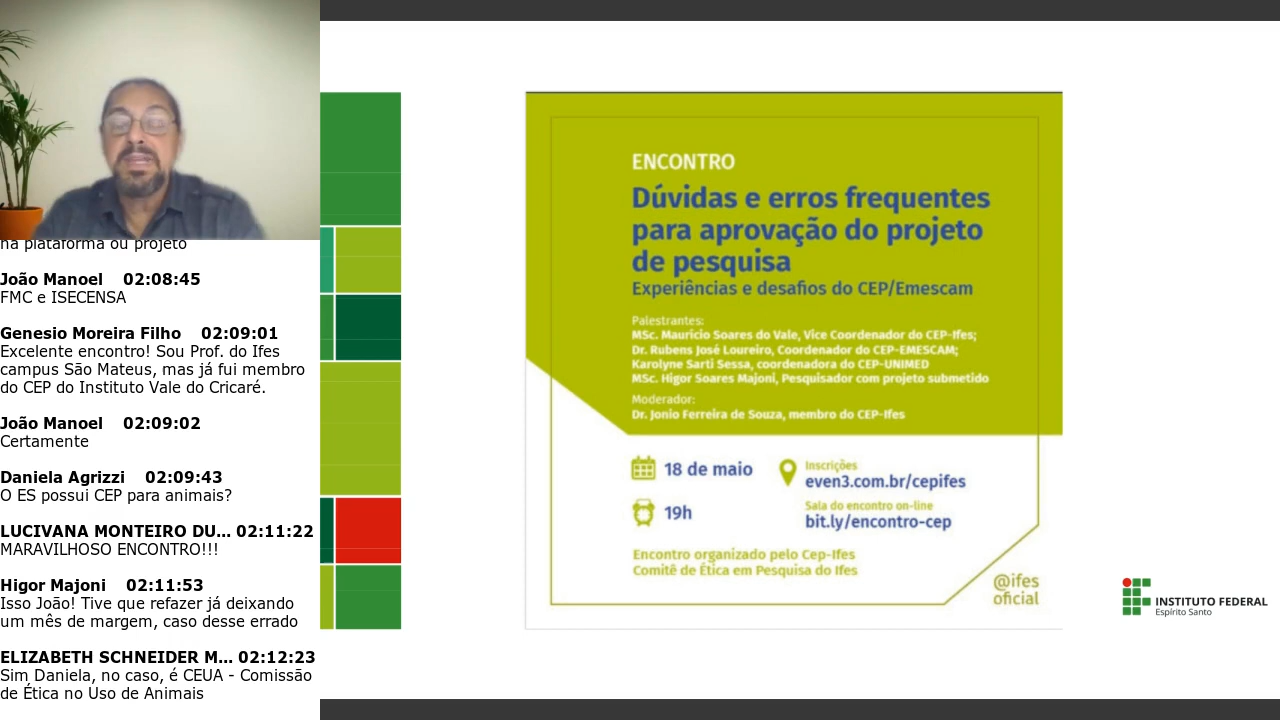 na plataforma ou projeto
João Manoel 02:08:45
FMC e ISECENSA
Genesio Moreira Filho 02:09:01
Excelente encontro! Sou Prof. do Ifes
campus São Mateus, mas já fui membro
do CEP do Instituto Vale do Cricaré.
João Manoel 02:09:02
Certamente
Daniela Agrizzi 02:09:43
O ES possui CEP para animais?
LUCIVANA MONTEIRO DU... 02:11:22
MARAVILHOSO ENCONTRO!!!
Higor Majoni 02:11:53
Isso João! Tive que refazer já deixando
um mês de margem, caso desse errado
ELIZABETH SCHNEIDER M... 02:12:23
Sim Daniela, no caso, é CEUA - Comissão
de Ética no Uso de Animais
ENCONTRO
Dúvidas e erros frequentes
para aprovação do projeto
de pesquisa
Experiências e desafios do CEP/Emescam
Palestrantes:
MSc. Mauricio Soares do Vale, Vice Coordenador do CEP-Ifes;
Dr. Rubens José Loureiro, Coordenador do CEP-EMESCAM;
Karolyne Sarti Sessa, coordenadora do CEP-UNIMED
MSc. Higor Soares Majoni, Pesquisador com projeto submetido
Moderador:
Dr. Jonio Ferreira de Souza, membro do CEP-Ifes
18 de maio
19h
Inscrições
even3.com.br/cepifes
Sala do encontro on-line
bit.ly/encontro-cep
Encontro organizado pelo Cep-Ifes
Comitê de Ética em Pesquisa do Ifes
@ifes
oficial
INSTITUTO FEDERAL
Espírito Santo